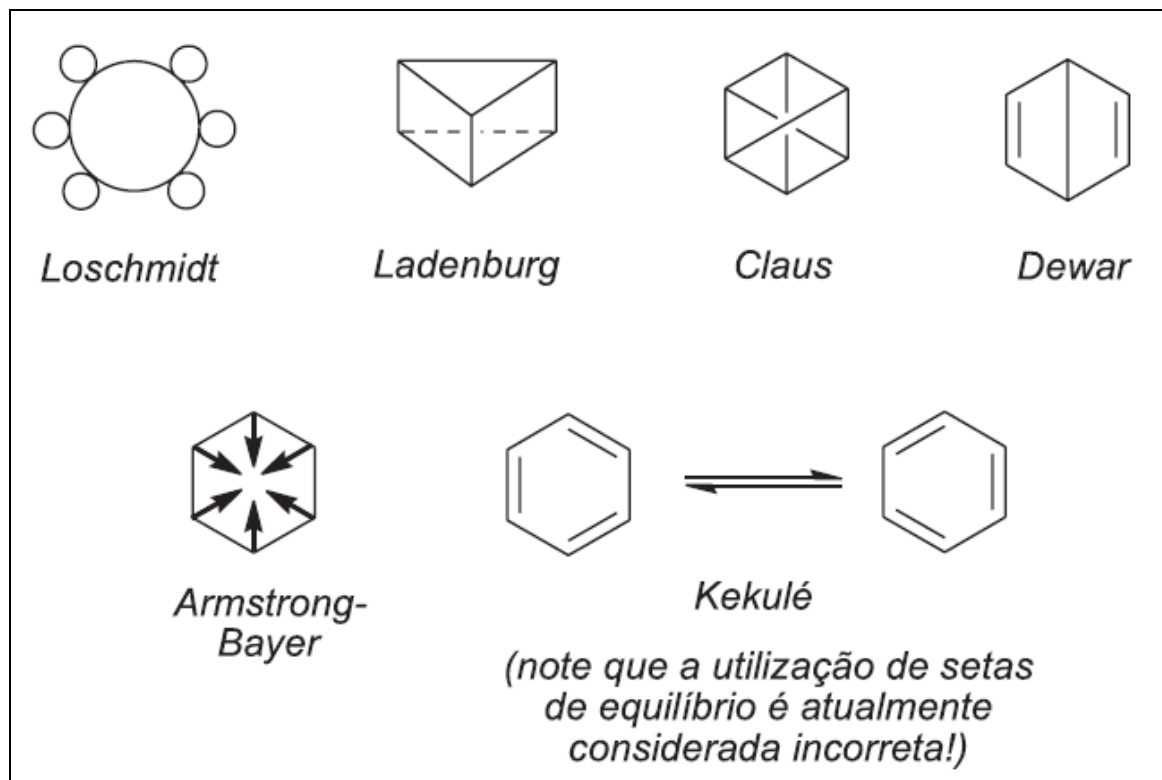 Loschmidt
Ladenburg
Claus
Dewar
Armstrong-
Bayer
Kekulé
(note que a utilização de setas
de equilíbrio é atualmente
considerada incorreta!)